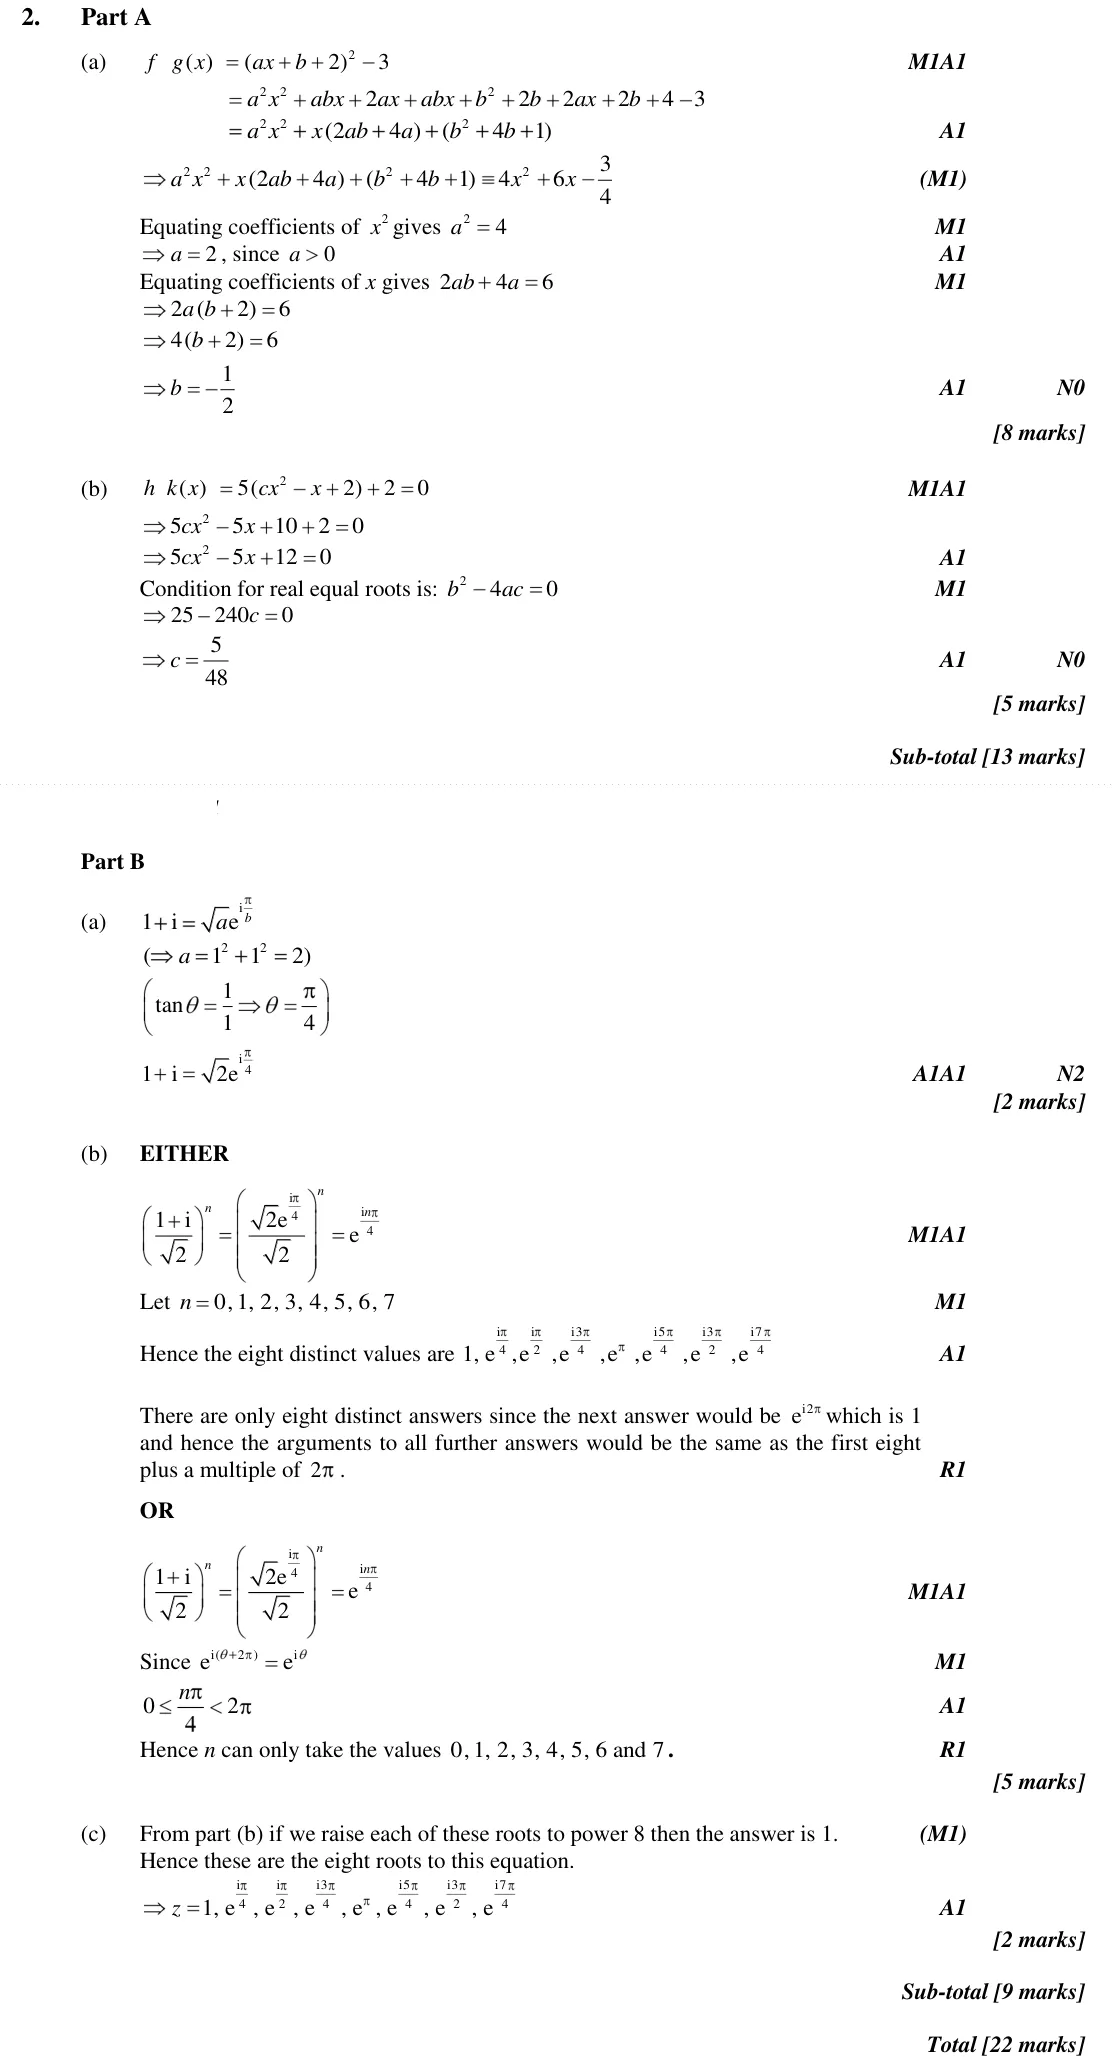 2. Part A
(a) f g(x) = (ax + b + 2)² − 3 M1A1
= a²x² + abx + 2ax + abx + b² + 2b + 2ax + 2b + 4 − 3
= a²x² + x(2ab + 4a) + (b² + 4b + 1) A1
⇒ a²x² + x(2ab + 4a) + (b² + 4b + 1) ≡ 4x² + 6x − 3/4 (M1)
Equating coefficients of x² gives a² = 4 M1
⇒ a = 2, since a > 0 A1
Equating coefficients of x gives 2ab + 4a = 6 M1
⇒ 2a(b + 2) = 6
⇒ 4(b + 2) = 6
⇒ b = −1/2 A1 N0
[8 marks]
(b) h k(x) = 5(cx² − x + 2) + 2 = 0 M1A1
⇒ 5cx² − 5x + 10 + 2 = 0
⇒ 5cx² − 5x + 12 = 0 A1
Condition for real equal roots is: b² − 4ac = 0 M1
⇒ 25 − 240c = 0
⇒ c = 5/48 A1 N0
[5 marks]
Sub-total [13 marks]
Part B
(a) 1 + i = √a e^(i π/b)
(⇒ a = 1² + 1² = 2)
(tan θ = 1/1 ⇒ θ = π/4)
1 + i = √2 e^(i π/4) A1A1 N2
[2 marks]
(b) EITHER
((1 + i)/√2)ⁿ = (√2 e^(iπ/4)/√2)ⁿ = e^(inπ/4) M1A1
Let n = 0, 1, 2, 3, 4, 5, 6, 7 M1
Hence the eight distinct values are 1, e^(iπ/4), e^(iπ/2), e^(i3π/4), e^π, e^(i5π/4), e^(i3π/2), e^(i7π/4) A1
There are only eight distinct answers since the next answer would be e^(i2π) which is 1
and hence the arguments to all further answers would be the same as the first eight
plus a multiple of 2π. R1
OR
((1 + i)/√2)ⁿ = (√2 e^(iπ/4)/√2)ⁿ = e^(inπ/4) M1A1
Since e^(i(θ+2π)) = e^(iθ) M1
0 ≤ nπ/4 < 2π A1
Hence n can only take the values 0, 1, 2, 3, 4, 5, 6 and 7. R1
[5 marks]
(c) From part (b) if we raise each of these roots to power 8 then the answer is 1. (M1)
Hence these are the eight roots to this equation.
⇒ z = 1, e^(iπ/4), e^(iπ/2), e^(i3π/4), e^π, e^(i5π/4), e^(i3π/2), e^(i7π/4) A1
[2 marks]
Sub-total [9 marks]
Total [22 marks]